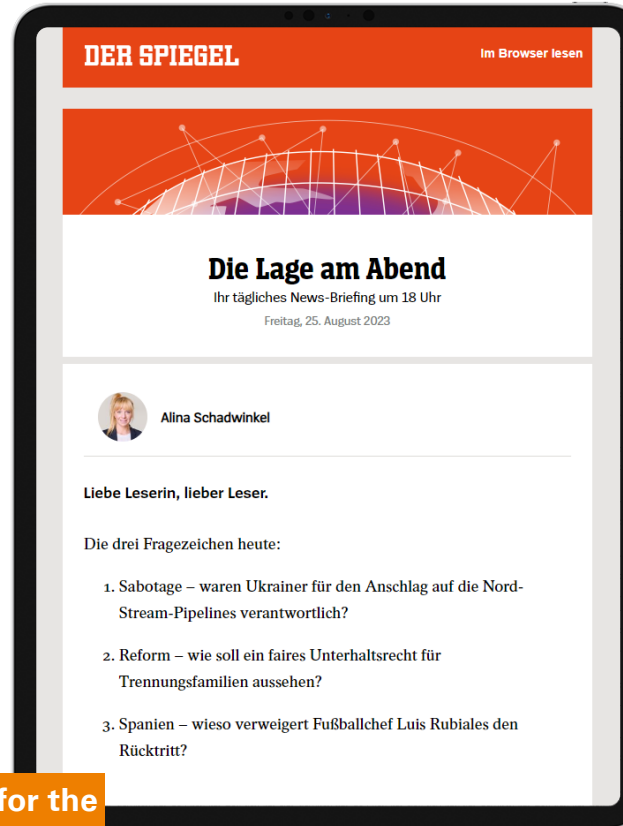 DER SPIEGEL
Im Browser lesen
Die Lage am Abend
Ihr tägliches News-Briefing um 18 Uhr
Freitag, 25. August 2023
Alina Schadwinkel
Liebe Leserin, lieber Leser.
Die drei Fragezeichen heute:
1. Sabotage – waren Ukrainer für den Anschlag auf die Nord-
Stream-Pipelines verantwortlich?
2. Reform – wie soll ein faires Unterhaltsrecht für
Trennungsfamilien aussehen?
3. Spanien – wieso verweigert Fußballchef Luis Rubiales den
Rücktritt?
for the